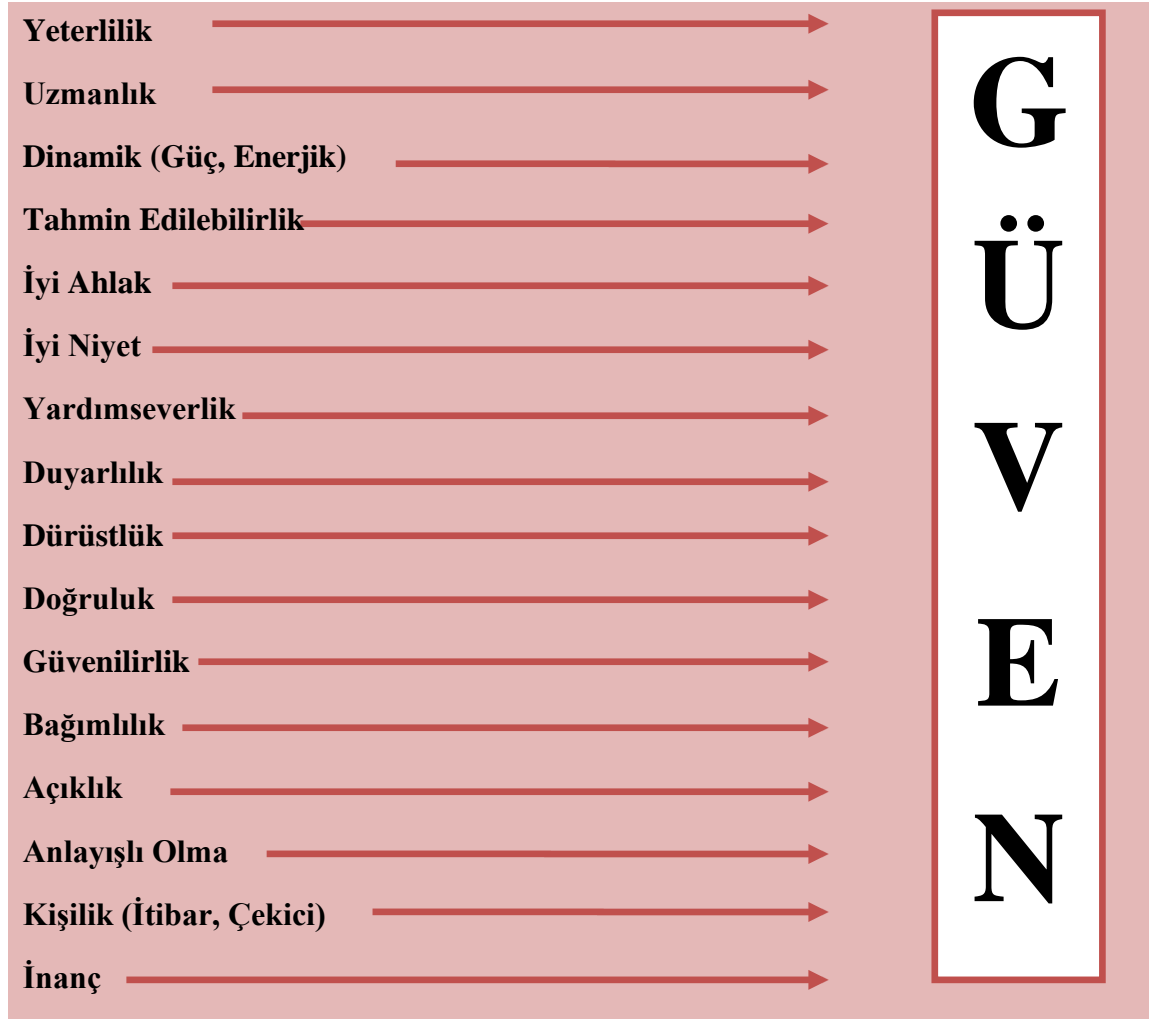 Yeterlilik
Uzmanlık
Dinamik (Güç, Enerjik)
Tahmin Edilebilirlik
İyi Ahlak
İyi Niyet
Yardımseverlik
Duyarlılık
Dürüstlük
Doğruluk
Güvenilirlik
Bağımlılık
Açıklık
Anlayışlı Olma
Kişilik (İtibar, Çekici)
İnanç
G
Ü
V
E
N